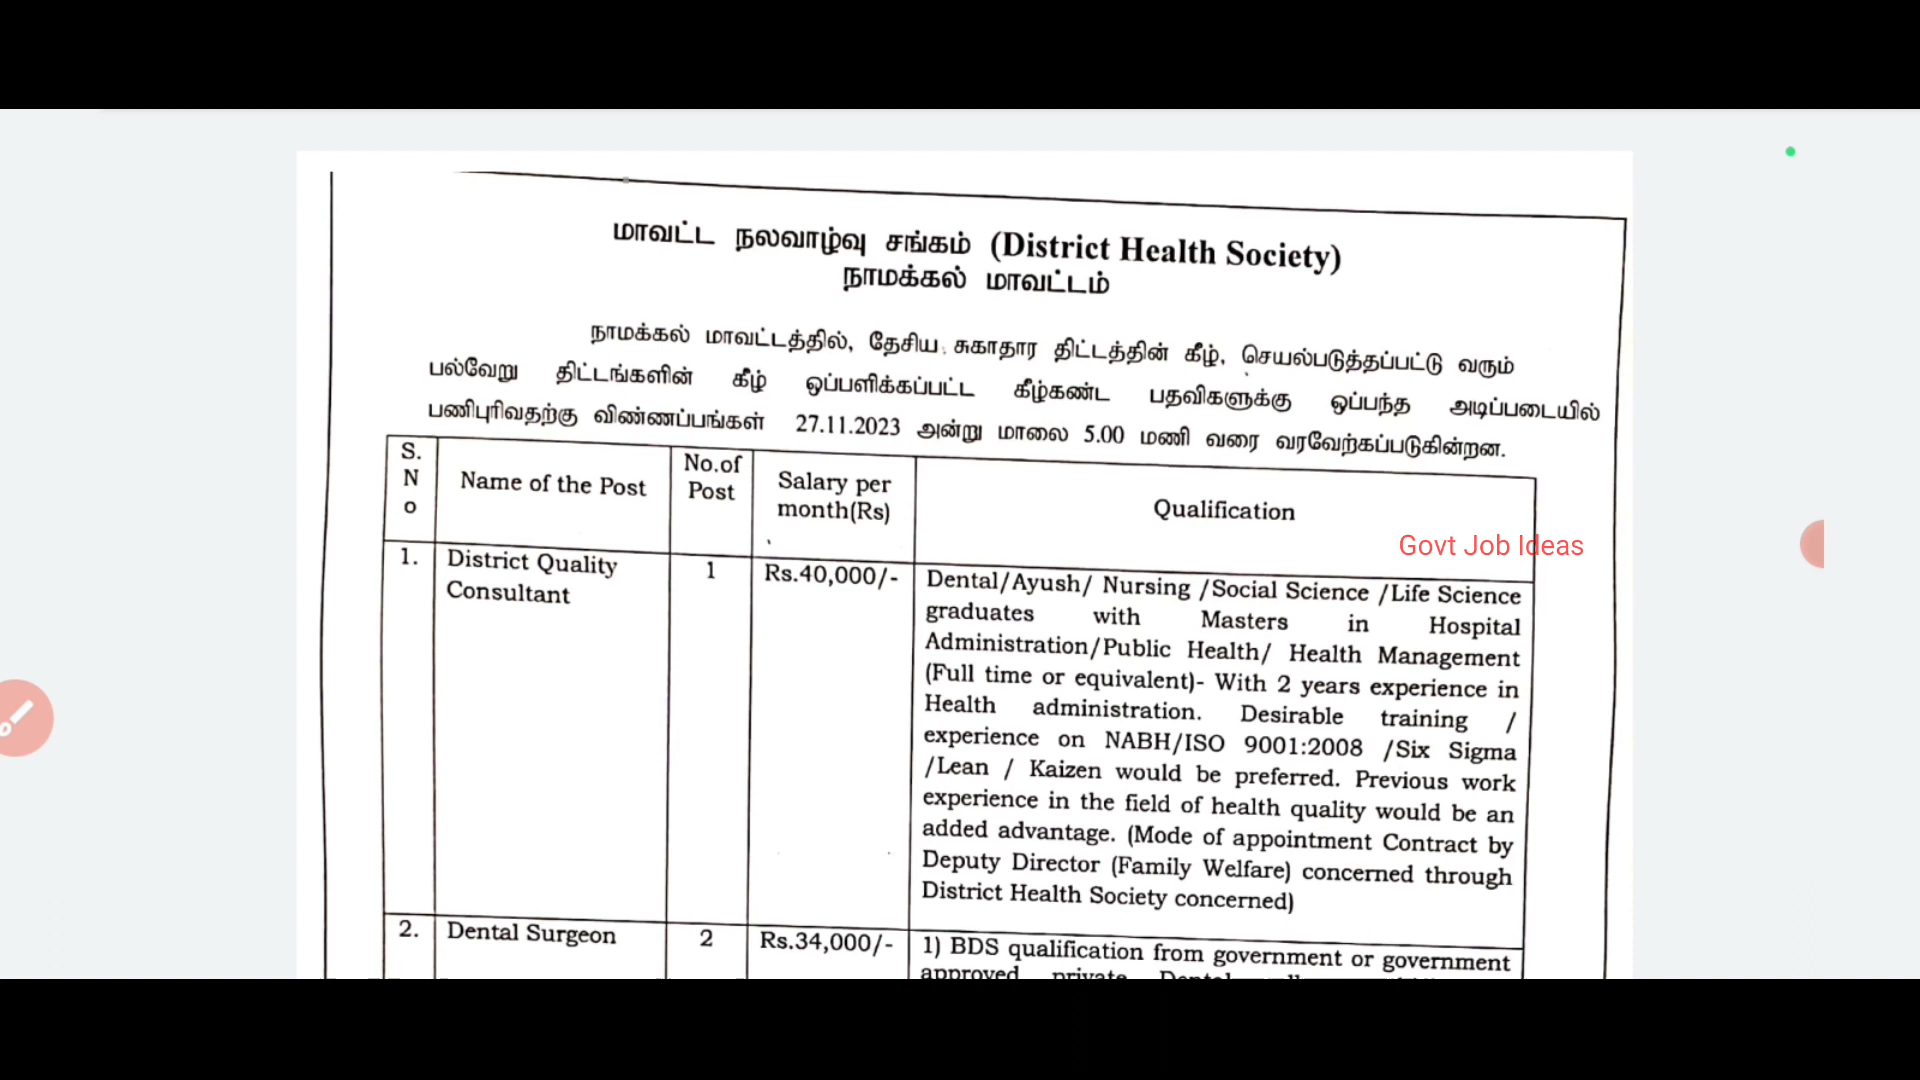 மாவட்ட நலவாழ்வு சங்கம் (District Health Society)
நாமக்கல் மாவட்டம்
நாமக்கல் மாவட்டத்தில், தேசிய சுகாதார திட்டத்தின் கீழ், செயல்படுத்தப்பட்டு வரும்
பல்வேறு திட்டங்களின் கீழ் ஒப்பளிக்கப்பட்ட கீழ்கண்ட பதவிகளுக்கு ஒப்பந்த அடிப்படையில்
பணிபுரிவதற்கு விண்ணப்பங்கள் 27.11.2023 அன்று மாலை 5.00 மணி வரை வரவேற்கப்படுகின்றன.
S.
N
o
Name of the Post
No.of
Post
Salary per
month(Rs)
Qualification
Govt Job Ideas
1.
District Quality
Consultant
1
Rs.40,000/-
Dental/Ayush/ Nursing /Social Science /Life Science
graduates with Masters in Hospital
Administration/Public Health/ Health Management
(Full time or equivalent)- With 2 years experience in
Health administration. Desirable training /
experience on NABH/ISO 9001:2008 /Six Sigma
/Lean / Kaizen would be preferred. Previous work
experience in the field of health quality would be an
added advantage. (Mode of appointment Contract by
Deputy Director (Family Welfare) concerned through
District Health Society concerned)
2.
Dental Surgeon
2
Rs.34,000/-
1) BDS qualification from government or government
approved private Dental